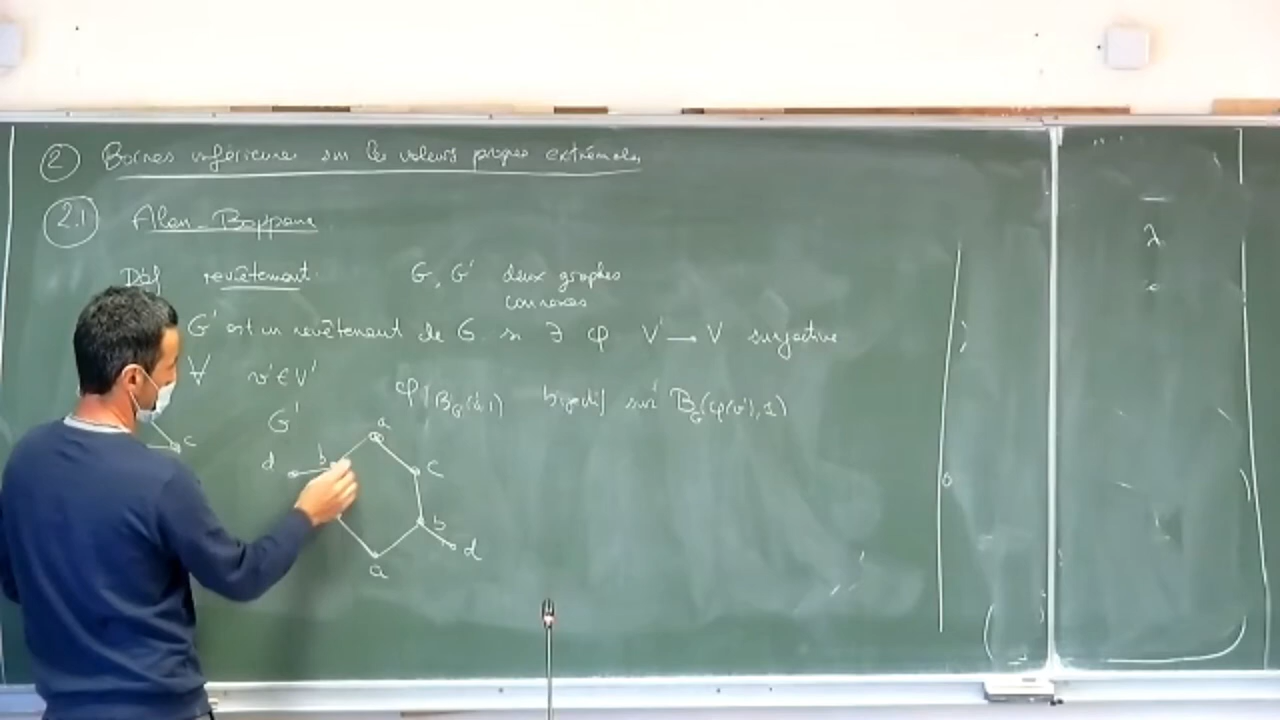 ② Bornes inférieures sur les valeurs propres extrémales
2.1 Alon-Boppana
Déf revêtement. G, G' deux graphes
connexes
G' est un revêtement de G si ∃ φ V' → V surjective
∀ v' ∈ V' φ|B_G'(v',1) bijectif sur B_G(φ(v'),1)
G'
a
b
d
c
c
b
d
a
λ